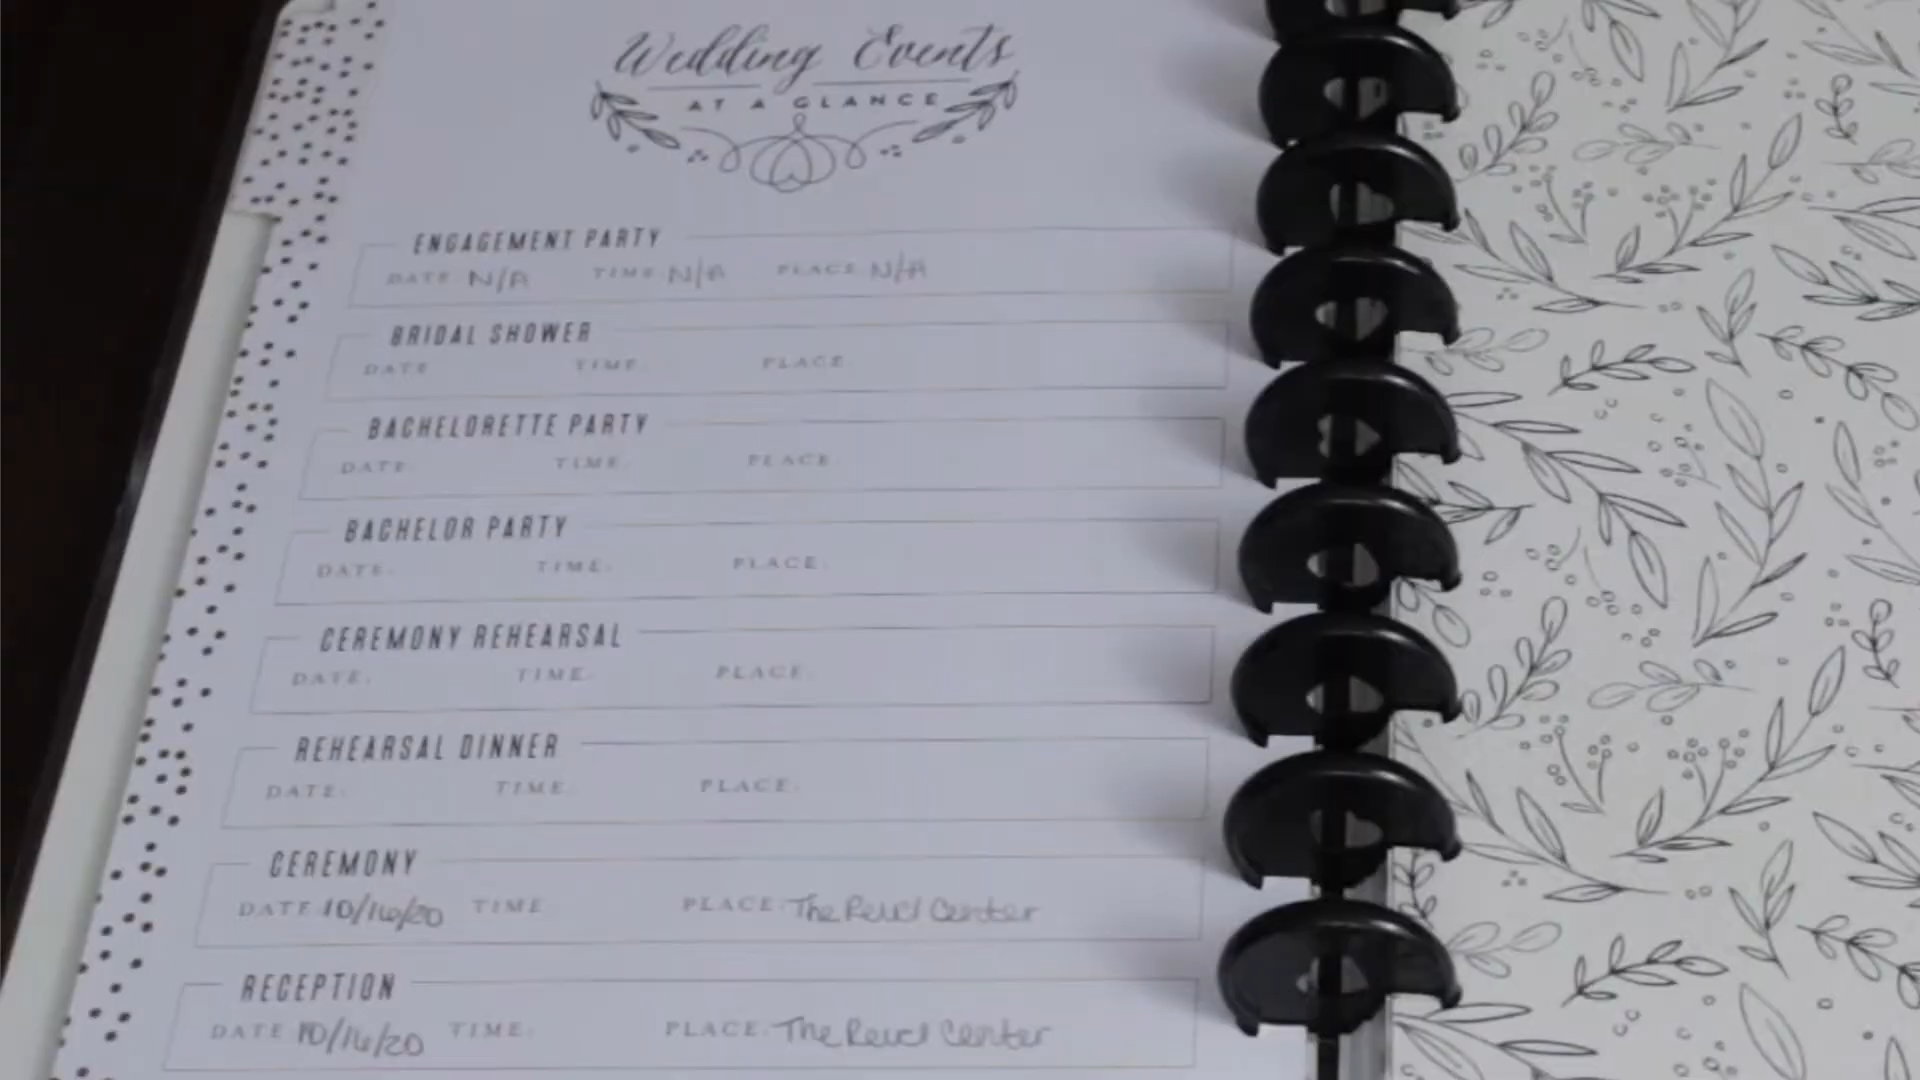 Wedding Events
AT A GLANCE
ENGAGEMENT PARTY
DATE: N/A TIME: N/A PLACE: N/A
BRIDAL SHOWER
DATE TIME: PLACE:
BACHELORETTE PARTY
DATE: TIME: PLACE:
BACHELOR PARTY
DATE: TIME: PLACE:
CEREMONY REHEARSAL
DATE: TIME: PLACE:
REHEARSAL DINNER
DATE: TIME: PLACE:
CEREMONY
DATE 10/16/20 TIME PLACE: The Center
RECEPTION
DATE 10/16/20 TIME: PLACE: The Center